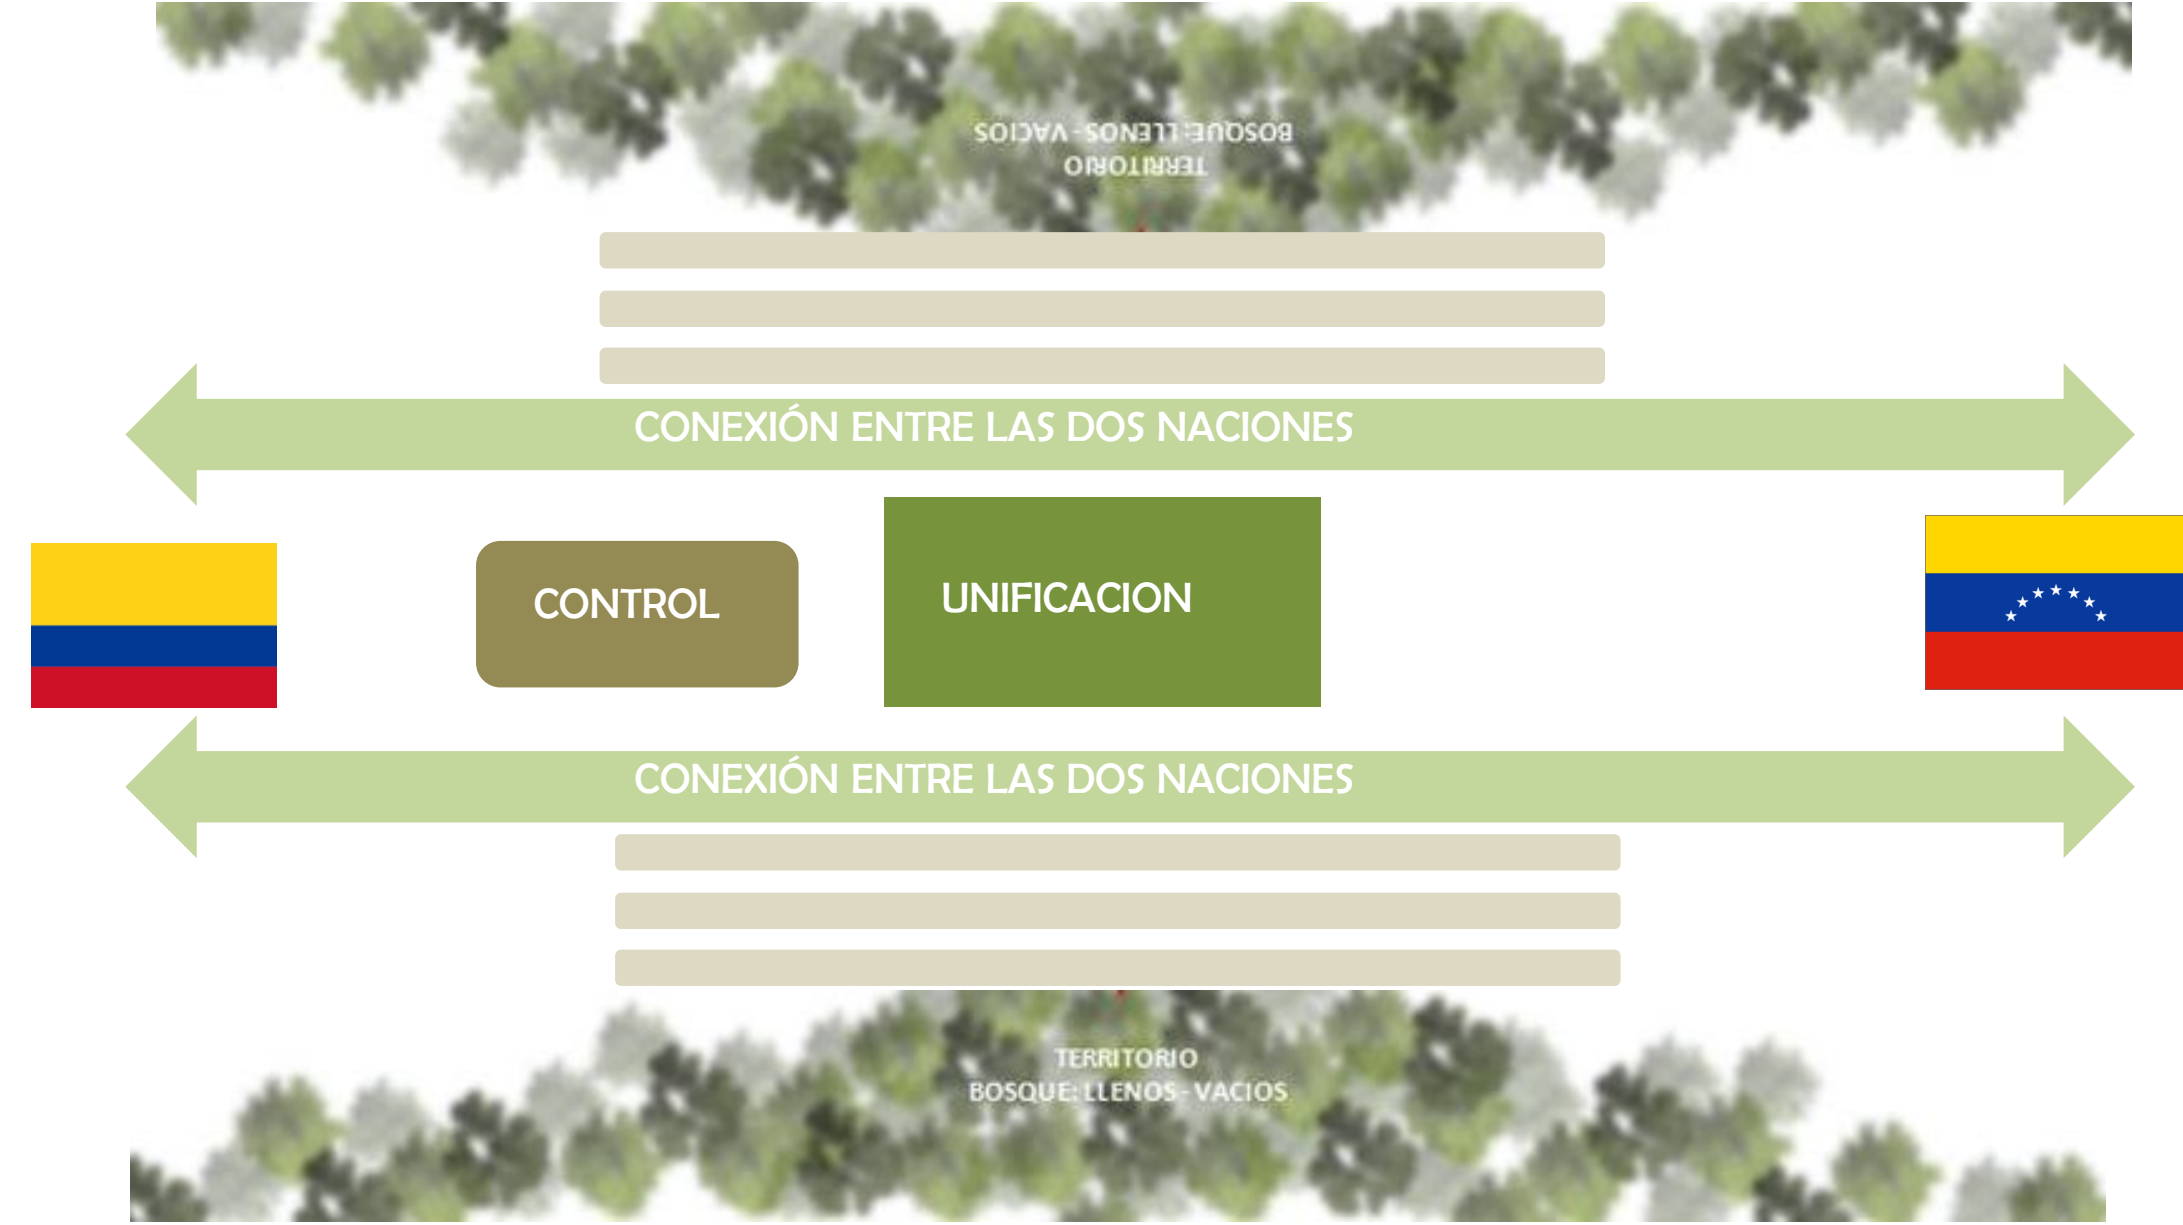 BOSQUE: LLENOS - VACIOS
TERRITORIO
CONEXIÓN ENTRE LAS DOS NACIONES
CONTROL
UNIFICACION
CONEXIÓN ENTRE LAS DOS NACIONES
TERRITORIO
BOSQUE: LLENOS - VACIOS